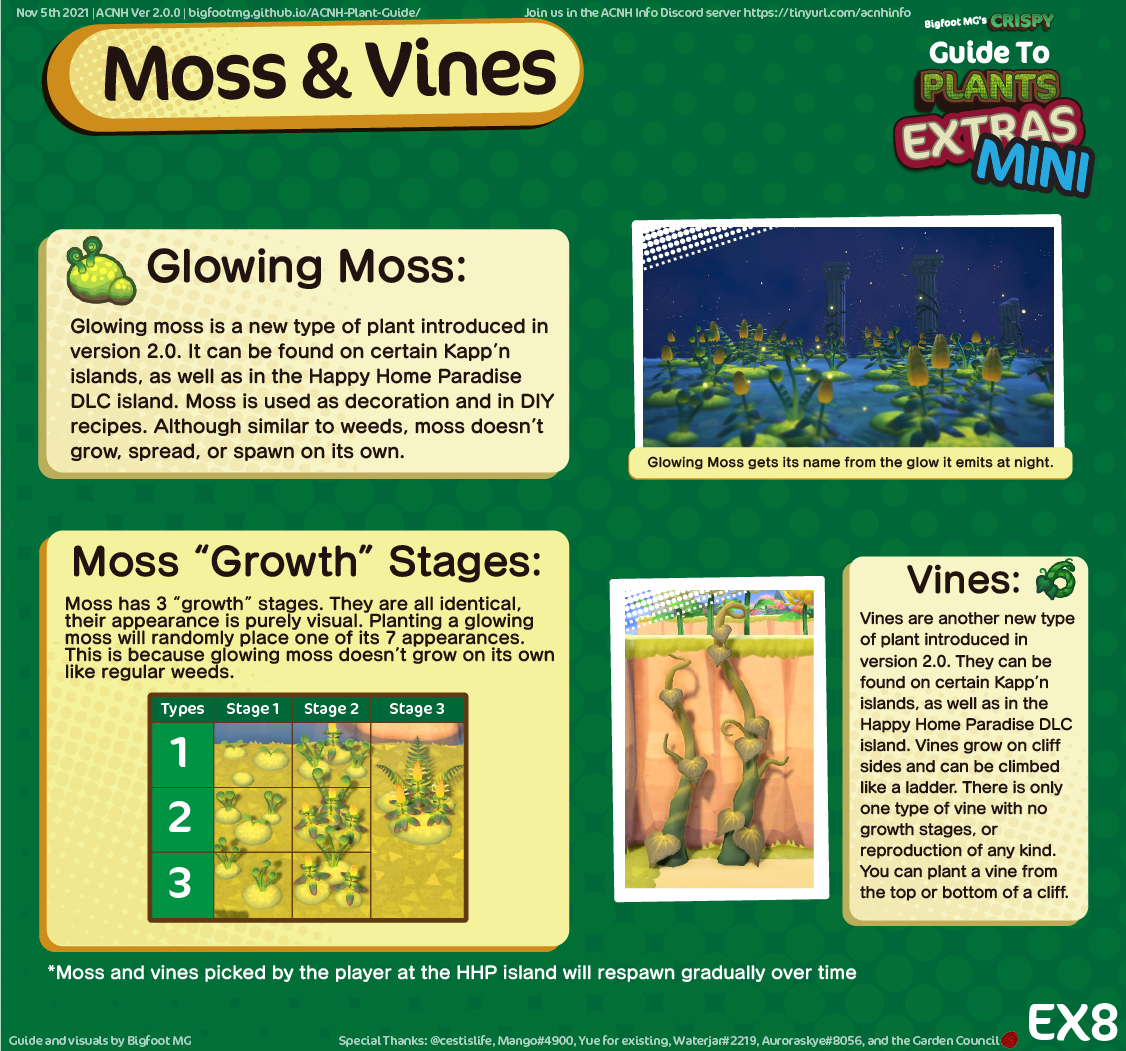 Nov 5th 2021 | ACNH Ver 2.0.0 | bigfootmg.github.io/ACNH-Plant-Guide/
Join us in the ACNH Info Discord server https://tinyurl.com/acnhinfo
Bigfoot MG's CRISPY
Guide To
PLANTS
EXTRAS
MINI
Moss & Vines
Glowing Moss:
Glowing moss is a new type of plant introduced in
version 2.0. It can be found on certain Kapp'n
islands, as well as in the Happy Home Paradise
DLC island. Moss is used as decoration and in DIY
recipes. Although similar to weeds, moss doesn't
grow, spread, or spawn on its own.
Glowing Moss gets its name from the glow it emits at night.
Moss “Growth” Stages:
Moss has 3 “growth” stages. They are all identical,
their appearance is purely visual. Planting a glowing
moss will randomly place one of its 7 appearances.
This is because glowing moss doesn't grow on its own
like regular weeds.
Types Stage 1 Stage 2 Stage 3
1
2
3
Vines:
Vines are another new type
of plant introduced in
version 2.0. They can be
found on certain Kapp'n
islands, as well as in the
Happy Home Paradise DLC
island. Vines grow on cliff
sides and can be climbed
like a ladder. There is only
one type of vine with no
growth stages, or
reproduction of any kind.
You can plant a vine from
the top or bottom of a cliff.
*Moss and vines picked by the player at the HHP island will respawn gradually over time
EX8
Guide and visuals by Bigfoot MG
Special Thanks: @cestislife, Mango#4900, Yue for existing, Waterjar#2219, Auroraskye#8056, and the Garden Council